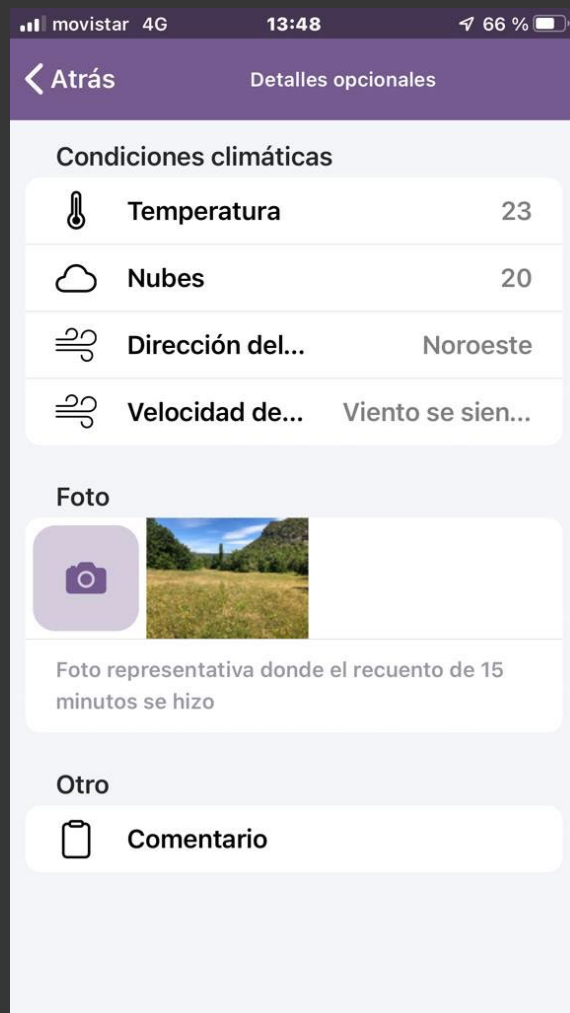 movistar 4G 13:48 66 %
Atrás Detalles opcionales
Condiciones climáticas
Temperatura 23
Nubes 20
Dirección del... Noroeste
Velocidad de... Viento se sien...
Foto
Foto representativa donde el recuento de 15
minutos se hizo
Otro
Comentario